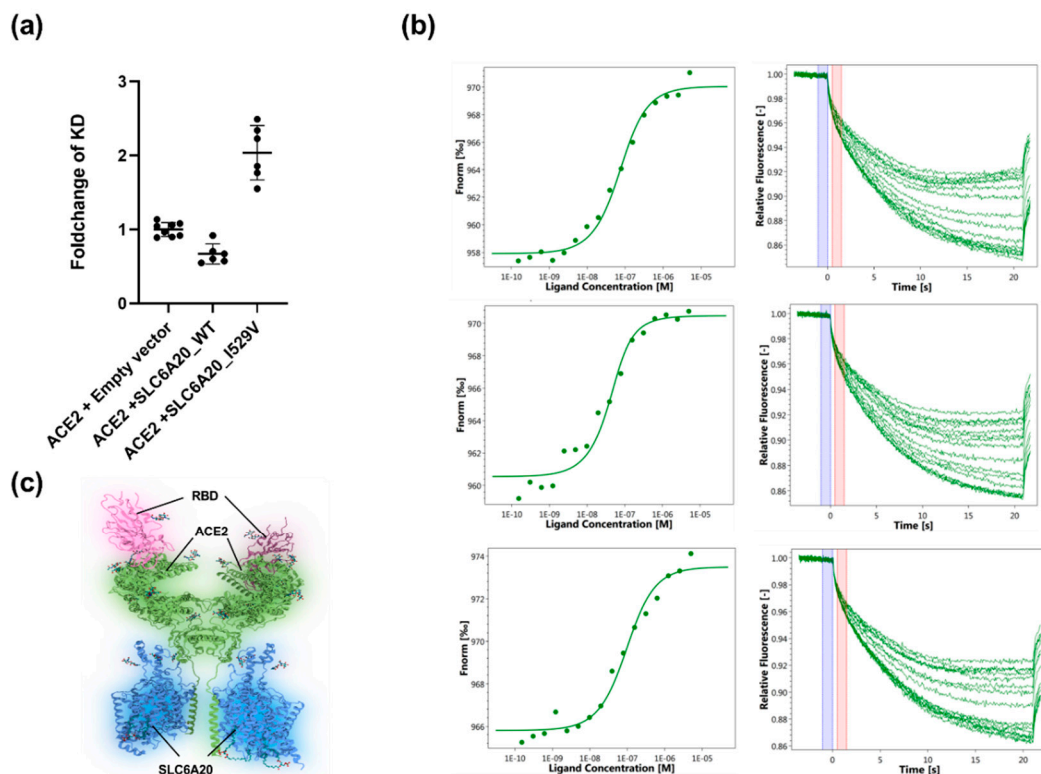 (a)
Foldchange of KD
3
2
1
0
ACE2 + Empty vector
ACE2 +SLC6A20_WT
ACE2 +SLC6A20_I529V
(b)
Fnorm [‰]
970
968
966
964
962
960
958
1E-10 1E-09 1E-08 1E-07 1E-06 1E-05
Ligand Concentration [M]
Relative Fluorescence [-]
1.00
0.98
0.96
0.94
0.92
0.90
0.88
0.86
0 5 10 15 20
Time [s]
Fnorm [‰]
970
968
966
964
962
960
1E-10 1E-09 1E-08 1E-07 1E-06 1E-05
Ligand Concentration [M]
Relative Fluorescence [-]
1.00
0.98
0.96
0.94
0.92
0.90
0.88
0.86
0 5 10 15 20
Time [s]
Fnorm [‰]
974
972
970
968
966
1E-10 1E-09 1E-08 1E-07 1E-06 1E-05
Ligand Concentration [M]
Relative Fluorescence [-]
1.00
0.98
0.96
0.94
0.92
0.90
0.88
0.86
0 5 10 15 20
Time [s]
(c)
RBD
ACE2
SLC6A20